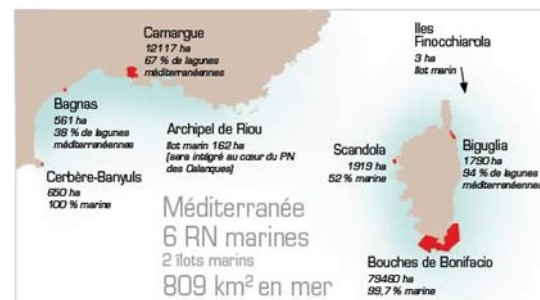 Camargue
12117 ha
67 % de lagunes
méditerranéennes
Iles
Finocchiarola
3 ha
îlot marin
Bagnas
561 ha
38 % de lagunes
méditerranéennes
Archipel de Riou
îlot marin 162 ha
(sera intégré au cœur du PN
des Calanques)
Cerbère-Banyuls
650 ha
100 % marine
Scandola
1919 ha
52 % marine
Biguglia
1790 ha
94 % de lagunes
méditerranéennes
Méditerranée
6 RN marines
2 îlots marins
809 km² en mer
Bouches de Bonifacio
79460 ha
99,7 % marine